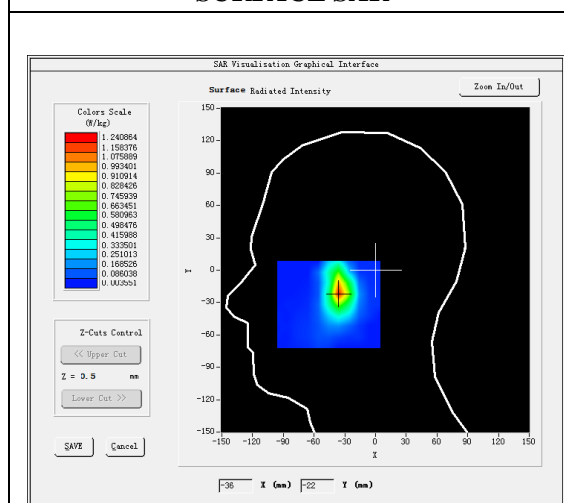 SURFACE SAR
SAR Visualisation Graphical Interface
Surface Radiated Intensity
Zoom In/Out
Colors Scale
(W/kg)
1.240864
1.158376
1.075889
0.993401
0.910914
0.828426
0.745939
0.663451
0.580963
0.498476
0.415988
0.333501
0.251013
0.168526
0.086038
0.003551
150
120
90
60
30
0
-30
-60
-90
-120
-150
Y
-150 -120 -90 -60 -30 0 30 60 90 120 150
X
Z-Cuts Control
<< Upper Cut
Z = 0.5 mm
Lower Cut >>
SAVE Cancel
-36 X (mm) -22 Y (mm)